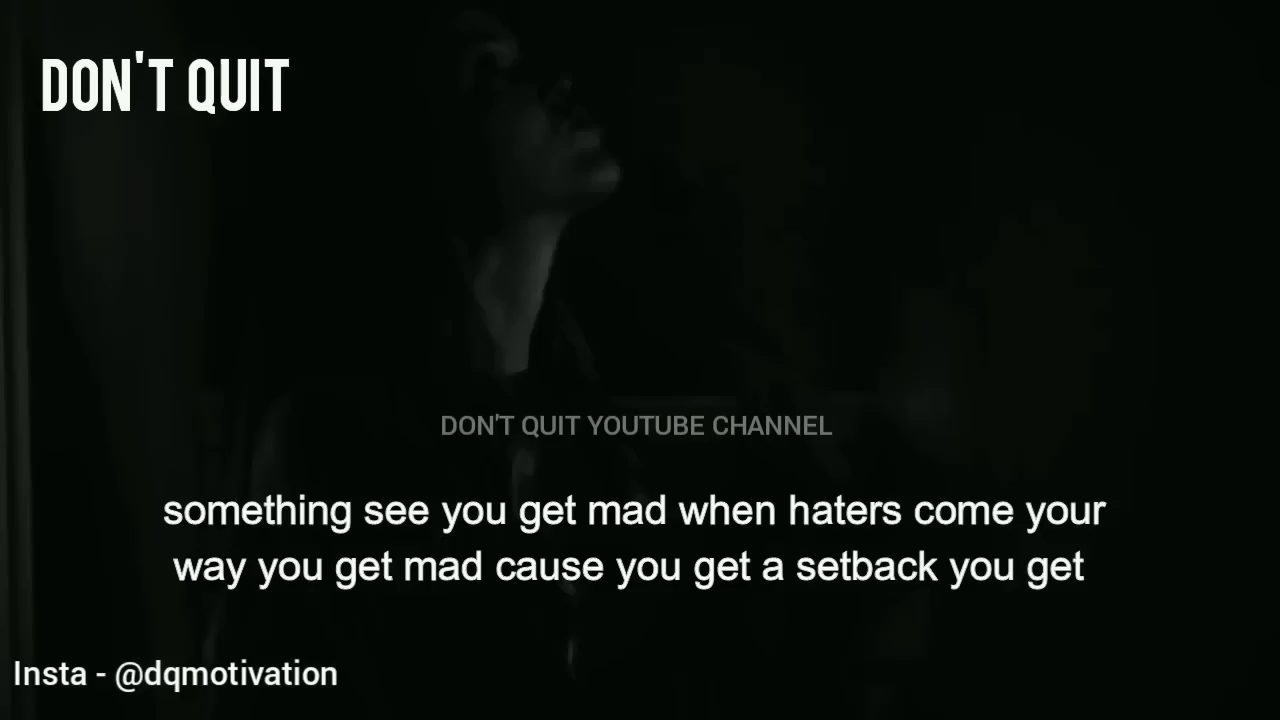 DON'T QUIT
DON'T QUIT YOUTUBE CHANNEL
something see you get mad when haters come your
way you get mad cause you get a setback you get
Insta - @dqmotivation